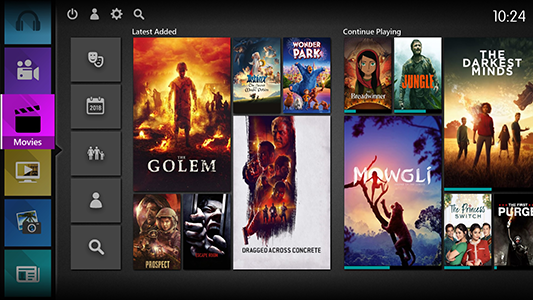 10:24
Latest Added
Continue Playing
Movies
2018
THE
GOLEM
WONDER
PARK
PROSPECT
ESCAPE ROOM
DRAGGED ACROSS CONCRETE
the
Breadwinner
JUNGLE
MOWGLI
THE
DARKEST
MINDS
The Princess
SWITCH
THE FIRST
PURGE